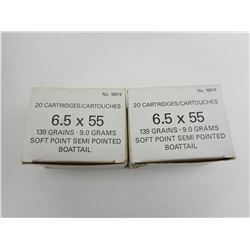 No. 16574
20 CARTRIDGES/CARTOUCHES
6.5 x 55
139 GRAINS - 9.0 GRAMS
SOFT POINT SEMI POINTED
BOATTAIL
No. 16574
20 CARTRIDGES/CARTOUCHES
6.5 x 55
139 GRAINS - 9.0 GRAMS
SOFT POINT SEMI POINTED
BOATTAIL